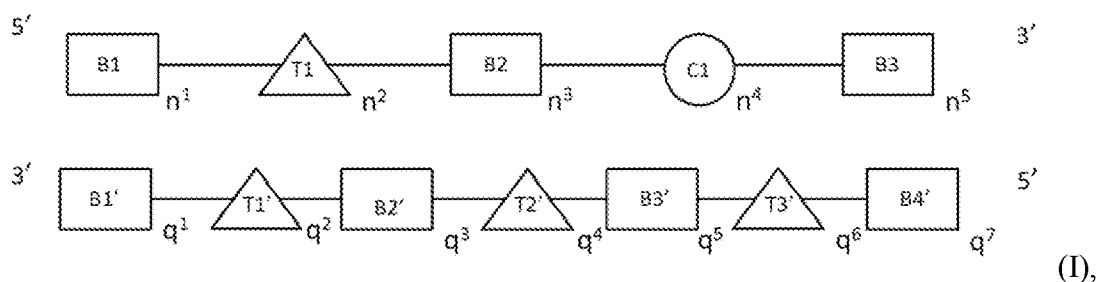 5′ B1 n¹ T1 n² B2 n³ C1 n⁴ B3 n⁵ 3′
3′ B1' q¹ T1' q² B2' q³ T2' q⁴ B3' q⁵ T3' q⁶ B4' q⁷ 5′
(I),